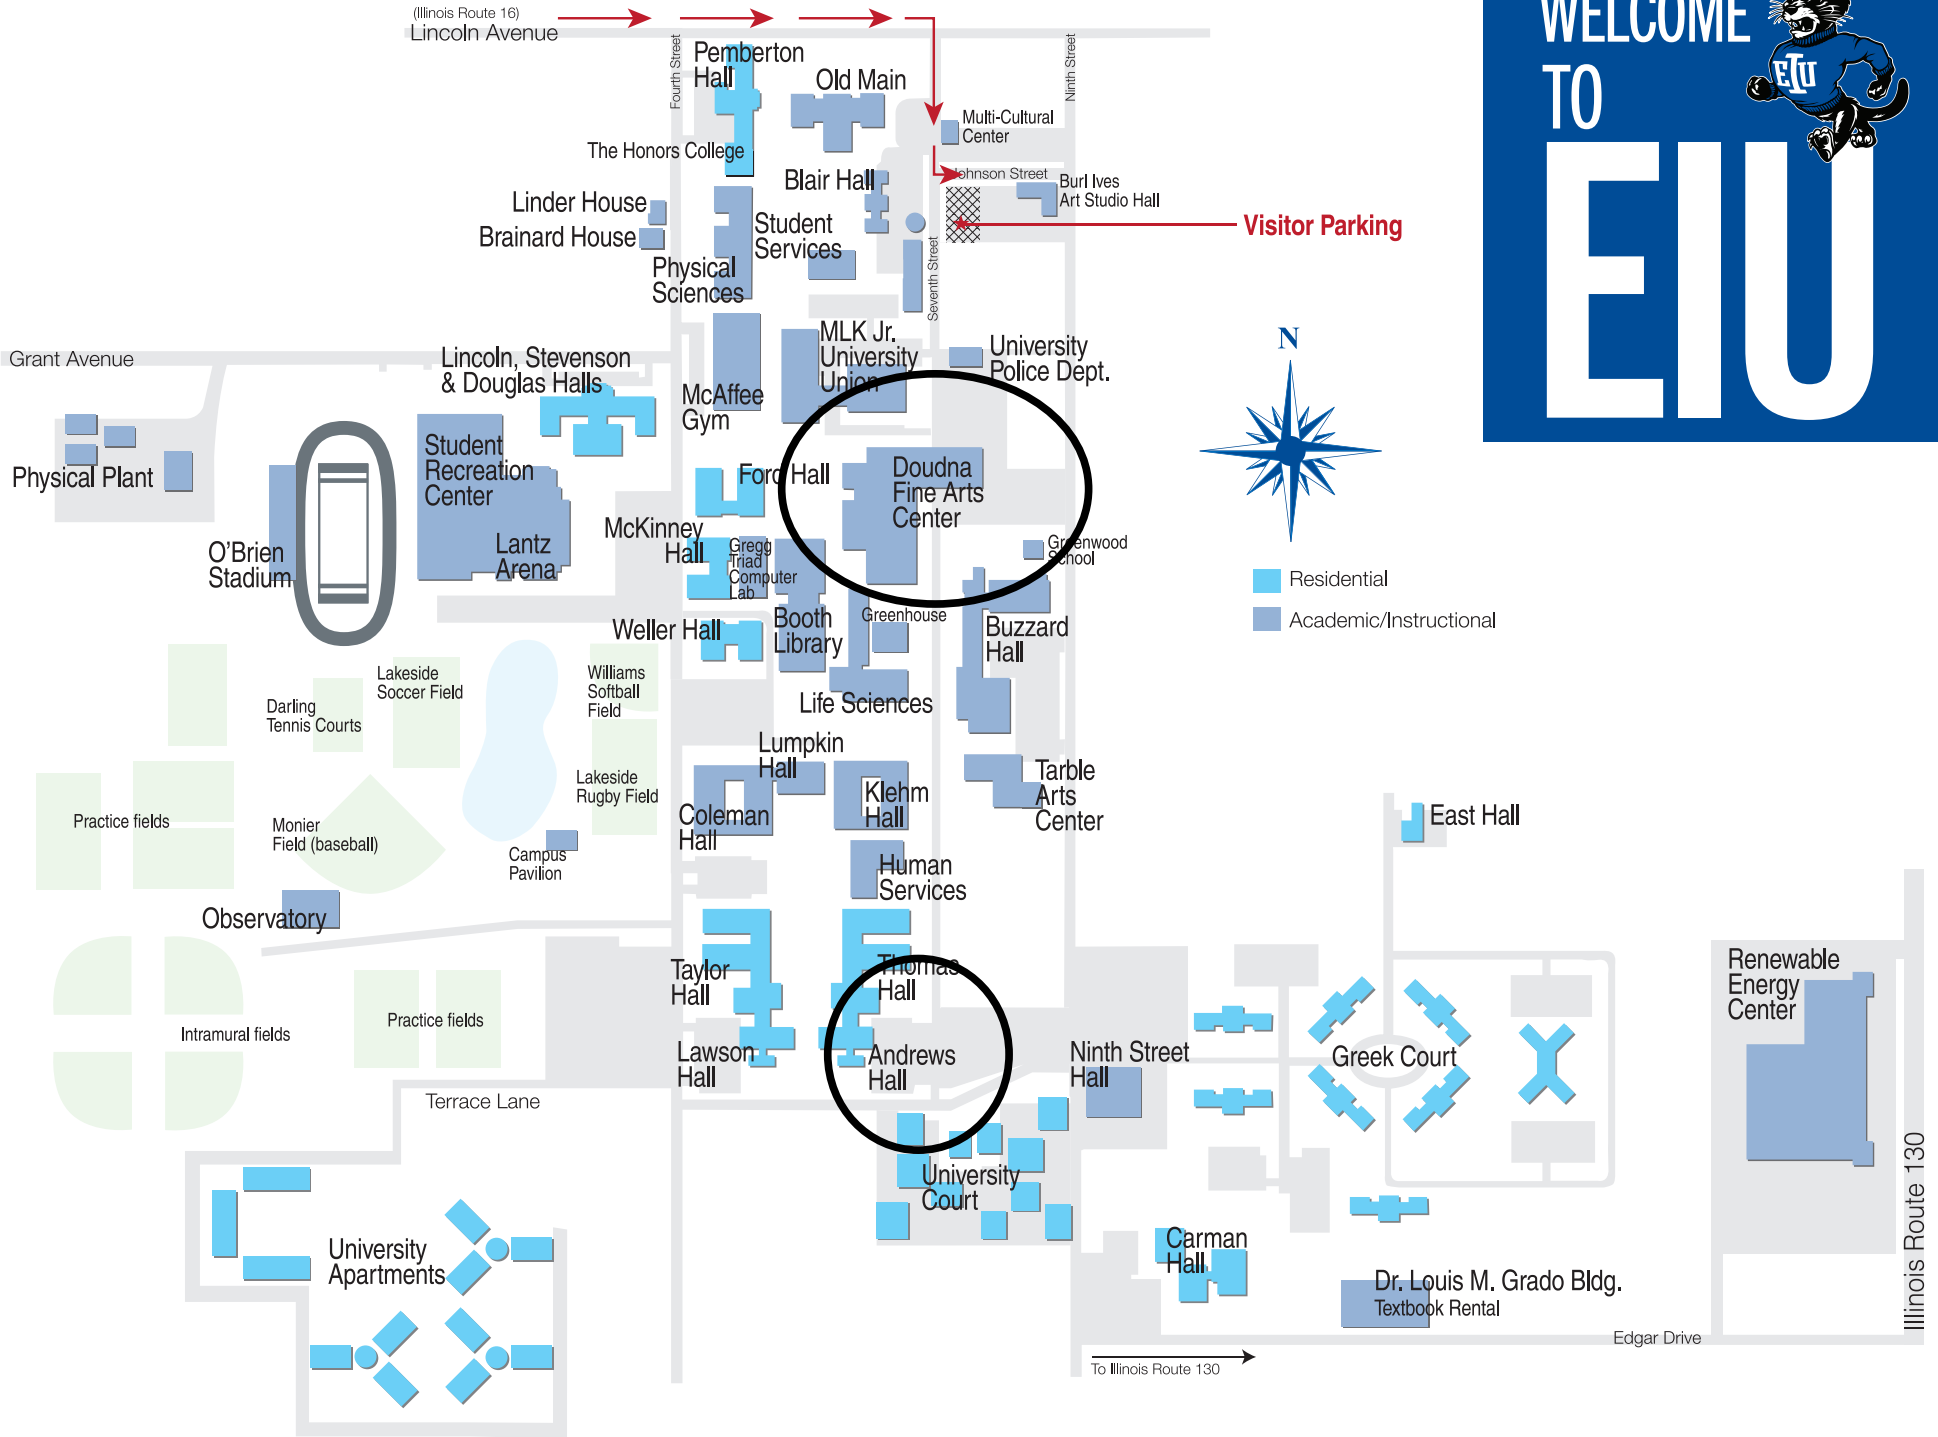 (Illinois Route 16)
Lincoln Avenue
Fourth Street
Ninth Street
Pemberton
Hall
Old Main
WELCOME
TO
EIU
EIU
Multi-Cultural
Center
The Honors College
Johnson Street
Blair Hall
Burl Ives
Art Studio Hall
Linder House
Brainard House
Student
Services
Visitor Parking
Seventh Street
Physical
Sciences
N
Grant Avenue
Lincoln, Stevenson
& Douglas Halls
MLK Jr.
University
Union
University
Police Dept.
McAffee
Gym
Physical Plant
Student
Recreation
Center
Ford Hall
Doudna
Fine Arts
Center
O'Brien
Stadium
Lantz
Arena
McKinney
Hall
Gregg
Triad
Computer
Lab
Greenwood
School
Residential
Academic/Instructional
Weller Hall
Booth
Library
Greenhouse
Buzzard
Hall
Lakeside
Soccer Field
Williams
Softball
Field
Darling
Tennis Courts
Life Sciences
Lumpkin
Hall
Lakeside
Rugby Field
Klehm
Hall
Tarble
Arts
Center
Practice fields
Monier
Field (baseball)
Coleman
Hall
East Hall
Campus
Pavilion
Human
Services
Observatory
Taylor
Hall
Thomas
Hall
Renewable
Energy
Center
Intramural fields
Practice fields
Lawson
Hall
Andrews
Hall
Ninth Street
Hall
Greek Court
Terrace Lane
University
Court
Illinois Route 130
University
Apartments
Carman
Hall
Dr. Louis M. Grado Bldg.
Textbook Rental
Edgar Drive
To Illinois Route 130